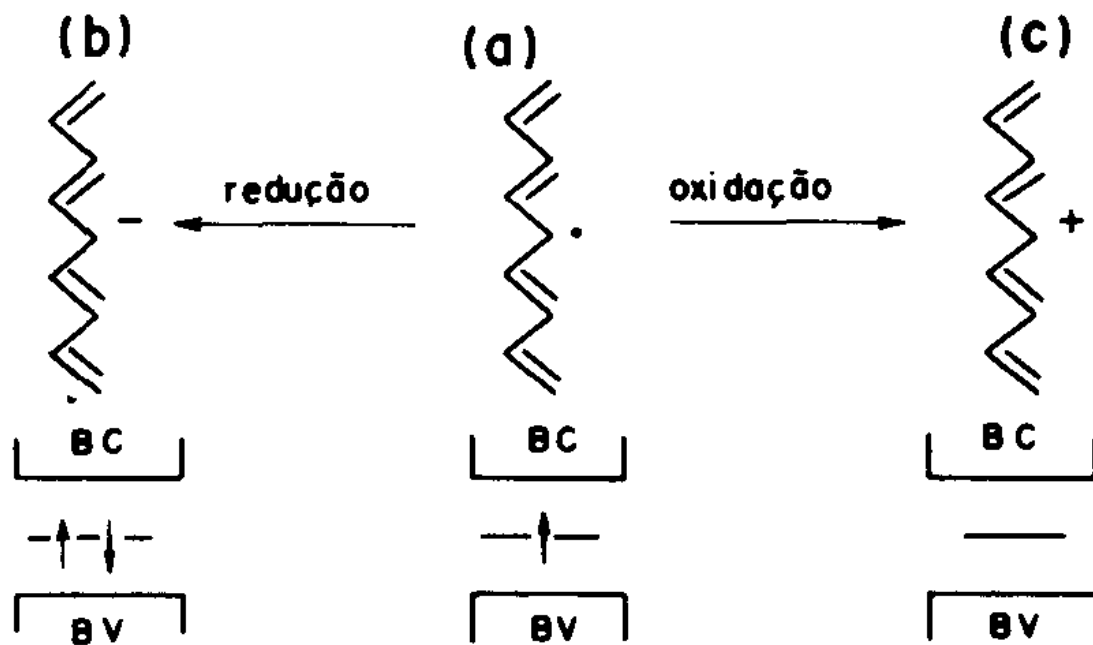 (b) (a) (c)
redução oxidação
- • +
BC BC BC
BV BV BV